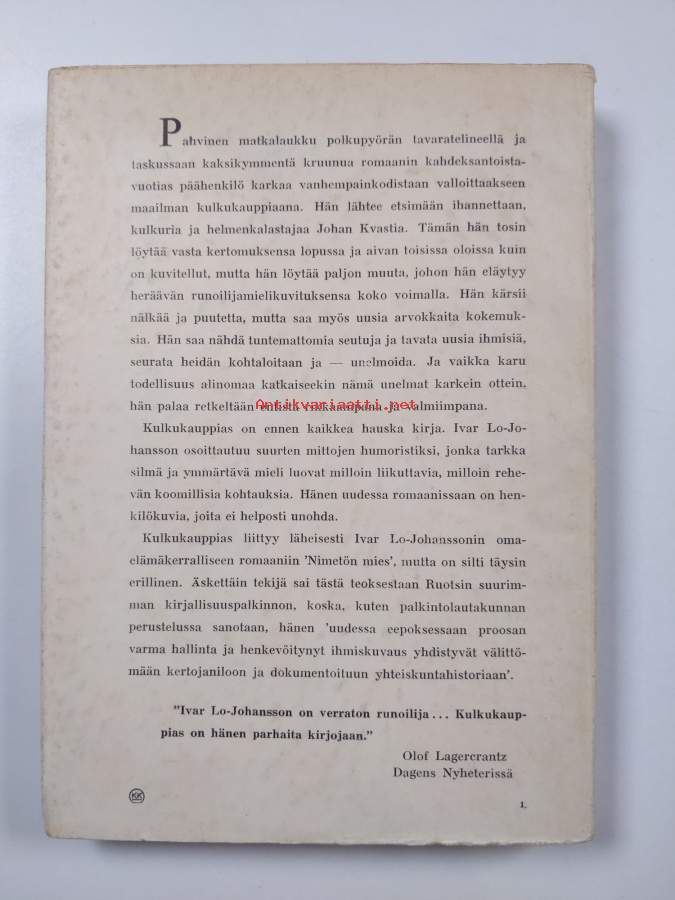 Pahvinen matkalaukku polkupyörän tavaratelineellä ja
taskussaan kaksikymmentä kruunua romaanin kahdeksantoista-
vuotias päähenkilö karkaa vanhempainkodistaan valloittaakseen
maailman kulkukauppiaana. Hän lähtee etsimään ihannettaan,
kulkuria ja helmenkalastajaa Johan Kvastia. Tämän hän tosin
löytää vasta kertomuksensa lopussa ja aivan toisissa oloissa kuin
on kuvitellut, mutta hän löytää paljon muuta, johon hän eläytyy
heräävän runoilijamielikuvituksensa koko voimalla. Hän kärsii
nälkää ja puutetta, mutta saa myös uusia arvokkaita kokemuk-
sia. Hän saa nähdä tuntemattomia seutuja ja tavata uusia ihmisiä,
seurata heidän kohtaloitaan ja — unelmoida. Ja vaikka karu
todellisuus alinomaa katkaiseekin nämä unelmat karkein ottein,
hän palaa retkeltään entistä rikkaampana ja valmiimpana.
Antikvariaatti.net
Kulkukauppias on ennen kaikkea hauska kirja. Ivar Lo-Jo-
hansson osoittautuu suurten mittojen humoristiksi, jonka tarkka
silmä ja ymmärtävä mieli luovat milloin liikuttavia, milloin rehe-
vän koomillisia kohtauksia. Hänen uudessa romaanissaan on hen-
kilökuvia, joita ei helposti unohda.
Kulkukauppias liittyy läheisesti Ivar Lo-Johanssonin oma-
elämäkerralliseen romaaniin 'Nimetön mies', mutta on silti täysin
erillinen. Äskettäin tekijä sai tästä teoksestaan Ruotsin suurim-
man kirjallisuuspalkinnon, koska, kuten palkintolautakunnan
perustelussa sanotaan, hänen 'uudessa eepoksessaan proosan
varma hallinta ja henkevöitynyt ihmiskuvaus yhdistyvät välittö-
mään kertojaniloon ja dokumentoituun yhteiskuntahistoriaan'.
"Ivar Lo-Johansson on verraton runoilija... Kulkukaup-
pias on hänen parhaita kirjojaan."
Olof Lagercrantz
Dagens Nyheterissä
KK
1.